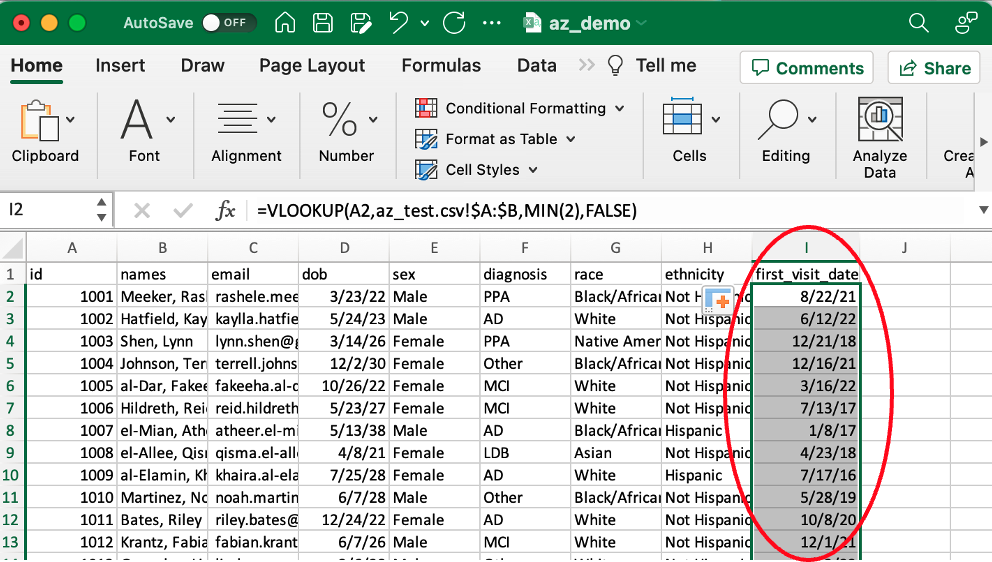 AutoSave OFF az_demo
Home Insert Draw Page Layout Formulas Data Tell me Comments Share
Clipboard Font Alignment Number Conditional Formatting Format as Table Cell Styles Cells Editing Analyze Data
I2 fx =VLOOKUP(A2,az_test.csv!$A:$B,MIN(2),FALSE)
A B C D E F G H I J
1 id names email dob sex diagnosis race ethnicity first_visit_date
2 1001 Meeker, Ras rashele.mee 3/23/22 Male PPA Black/African Not H 8/22/21
3 1002 Hatfield, Kay kaylla.hatfie 5/24/23 Male AD White Not Hispanic 6/12/22
4 1003 Shen, Lynn lynn.shen@g 3/14/26 Female PPA Native Amer Not Hispanic 12/21/18
5 1004 Johnson, Ter terrell.johns 12/2/30 Female Other Black/African Not Hispanic 12/16/21
6 1005 al-Dar, Fakee fakeeha.al-d 10/26/22 Female MCI White Not Hispanic 3/16/22
7 1006 Hildreth, Rei reid.hildreth 5/23/27 Female MCI White Not Hispanic 7/13/17
8 1007 el-Mian, Ath atheer.el-mi 5/13/38 Male AD Black/African Hispanic 1/8/17
9 1008 el-Allee, Qisr qisma.el-alle 4/8/21 Female LDB Asian Not Hispanic 4/23/18
10 1009 al-Elamin, Kh khaira.al-ela 7/25/28 Female AD White Hispanic 7/17/16
11 1010 Martinez, No noah.martin 6/7/28 Male Other Black/African Not Hispanic 5/28/19
12 1011 Bates, Riley riley.bates@ 12/24/22 Female AD White Not Hispanic 10/8/20
13 1012 Krantz, Fabia fabian.krant 6/7/26 Male MCI White Not Hispanic 12/1/21